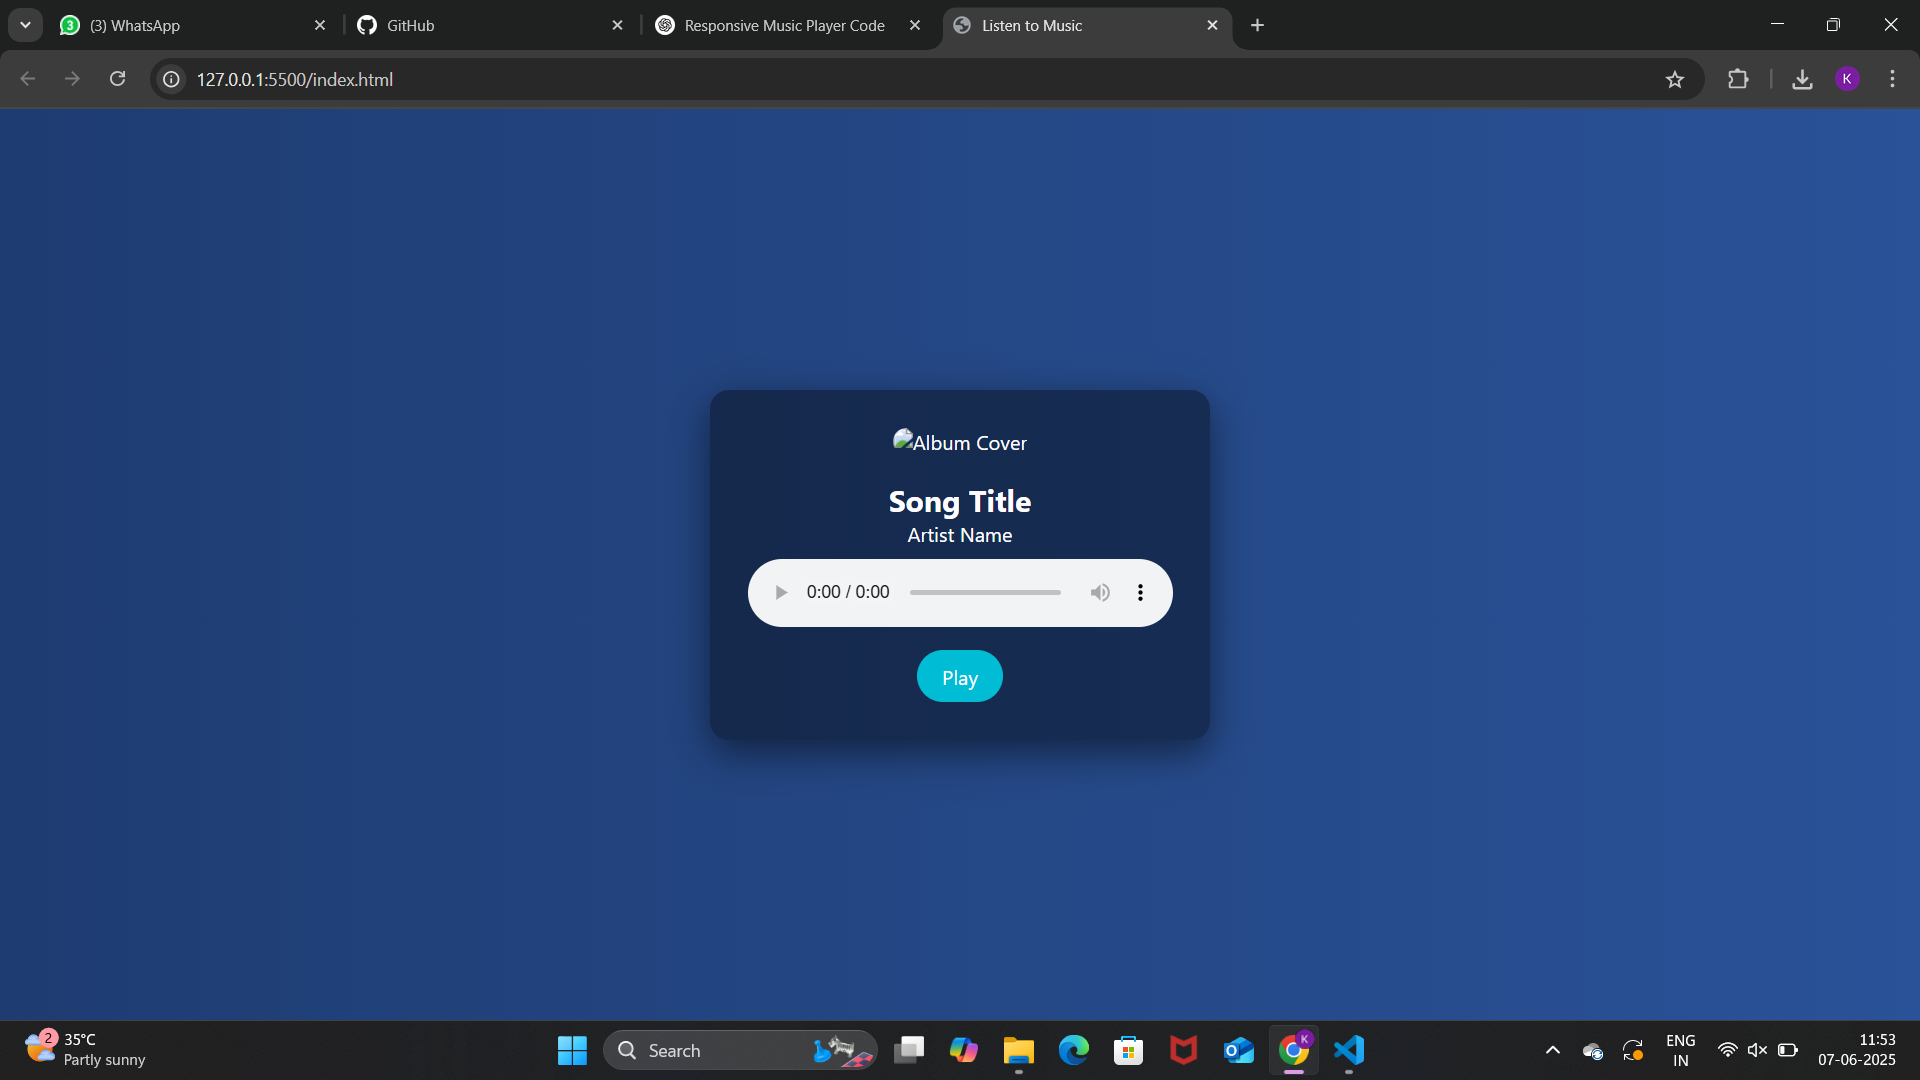 3
(3) WhatsApp
GitHub
Responsive Music Player Code
Listen to Music
127.0.0.1:5500/index.html
K
Album Cover
Song Title
Artist Name
0:00 / 0:00
Play
2
35°C
Partly sunny
Search
K
ENG
IN
11:53
07-06-2025